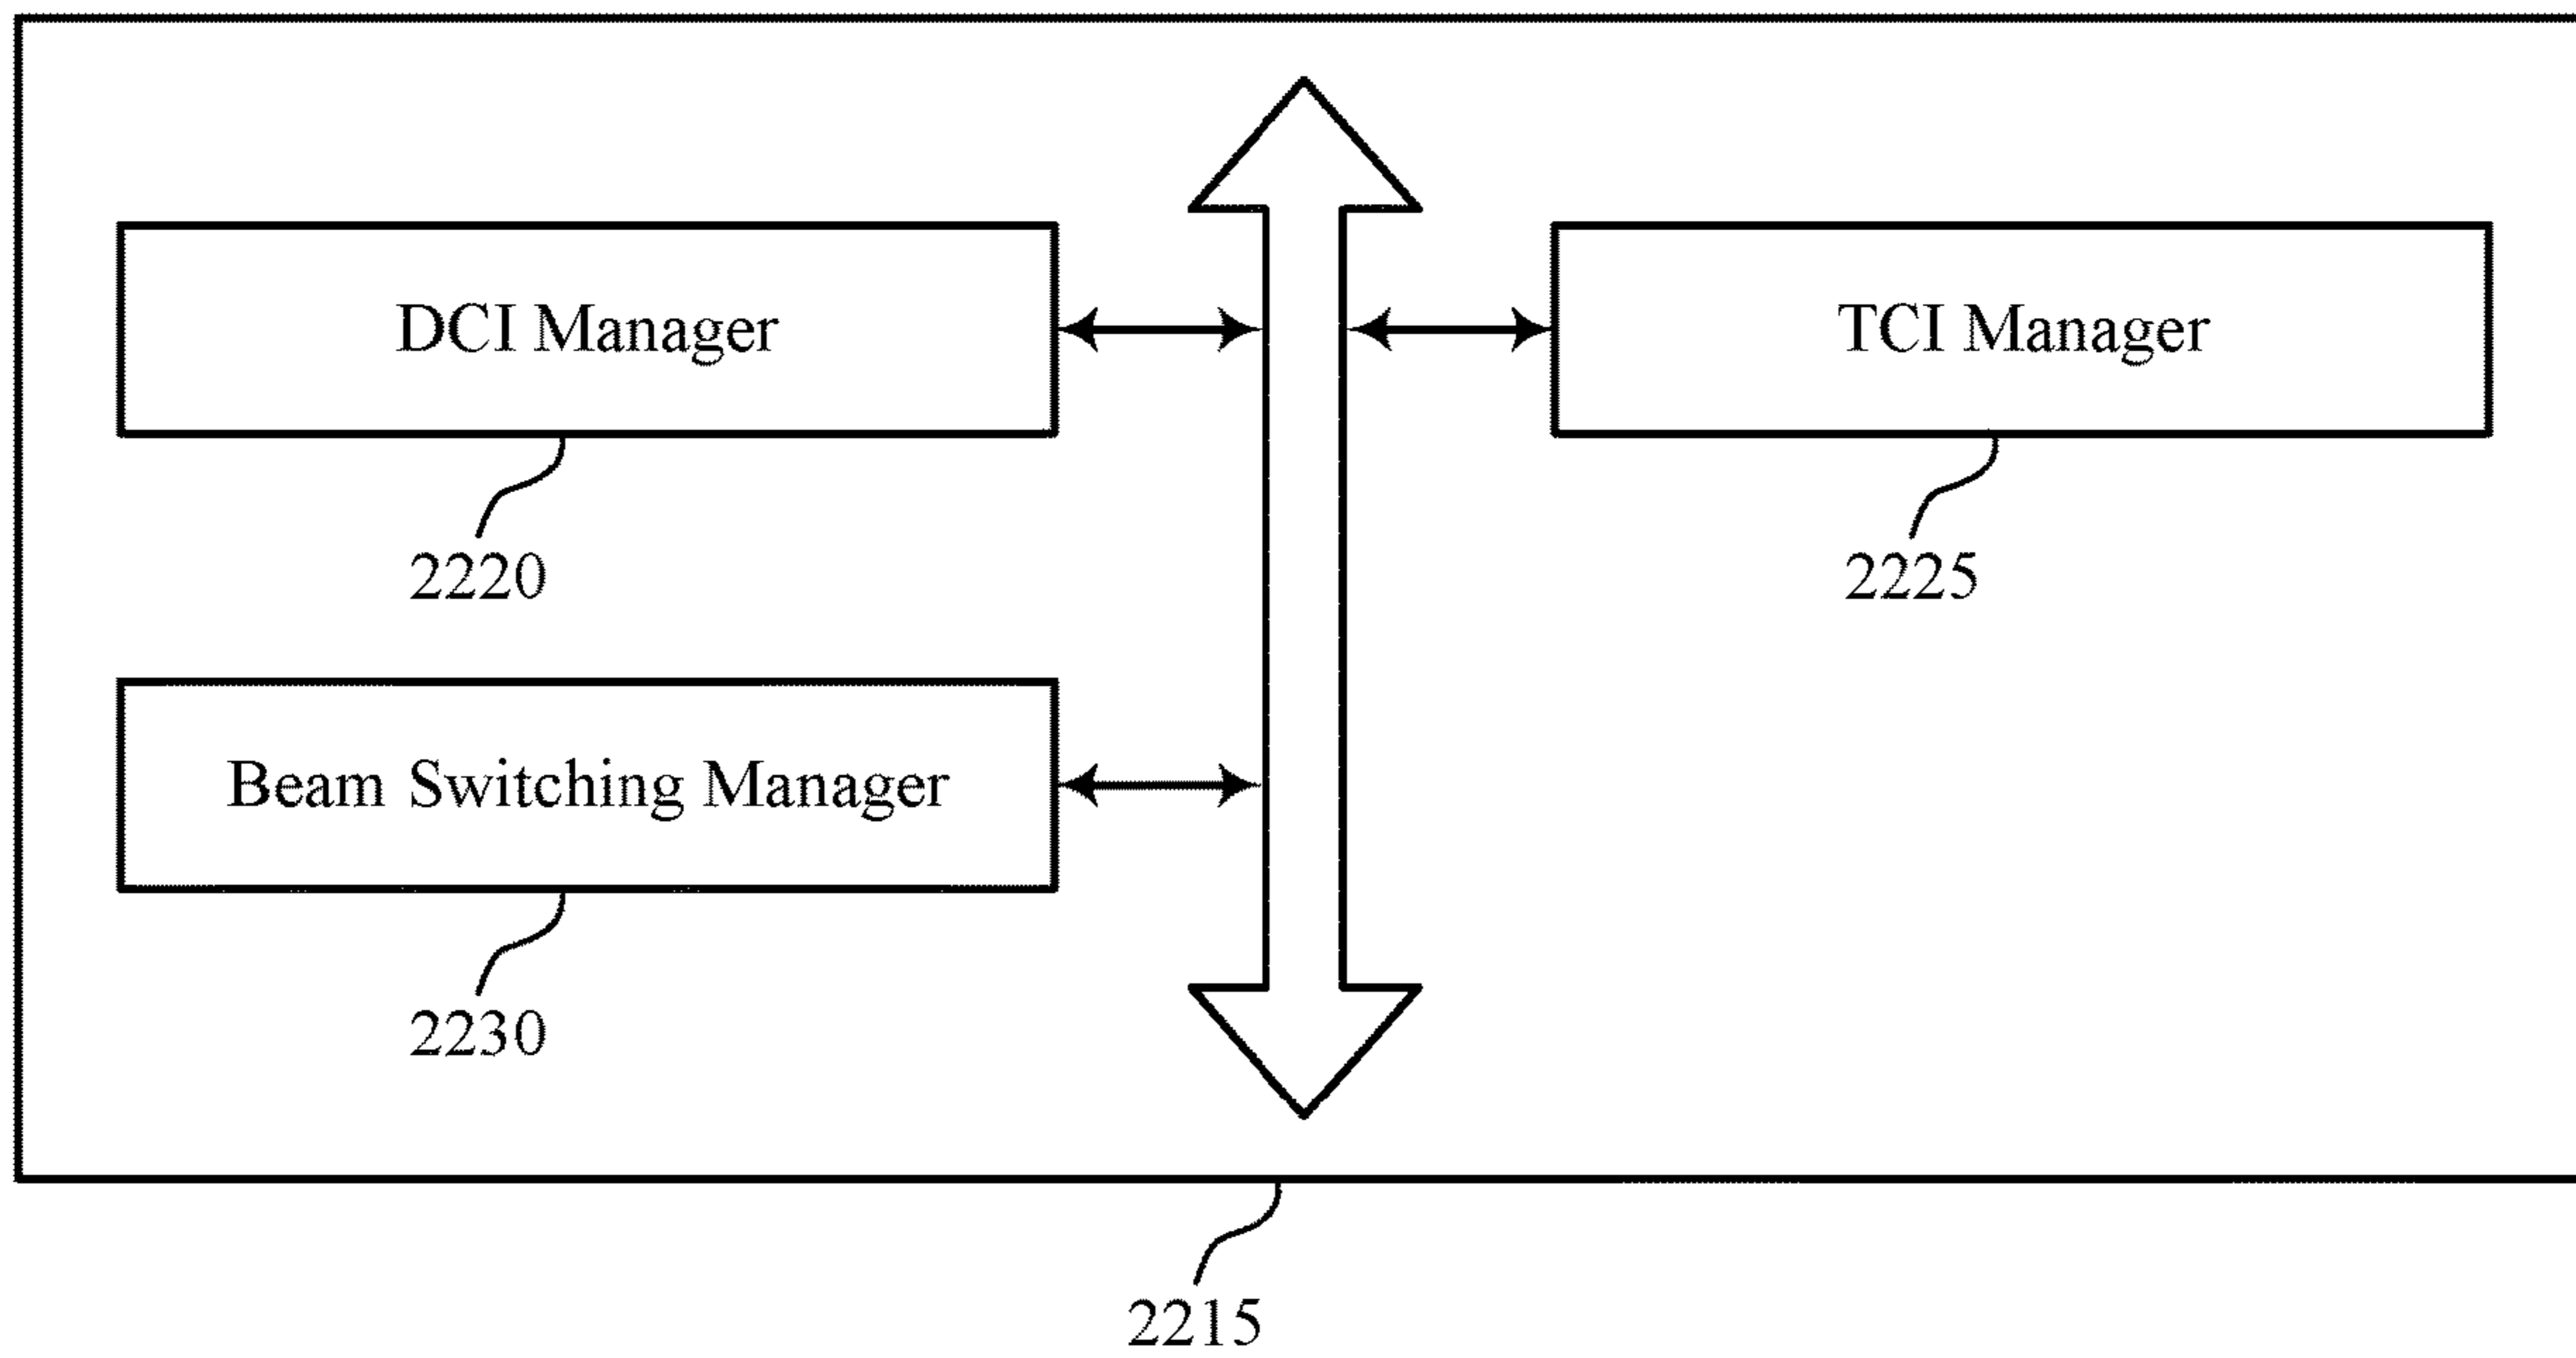 DCI Manager
TCI Manager
2220
2225
Beam Switching Manager
2230
2215